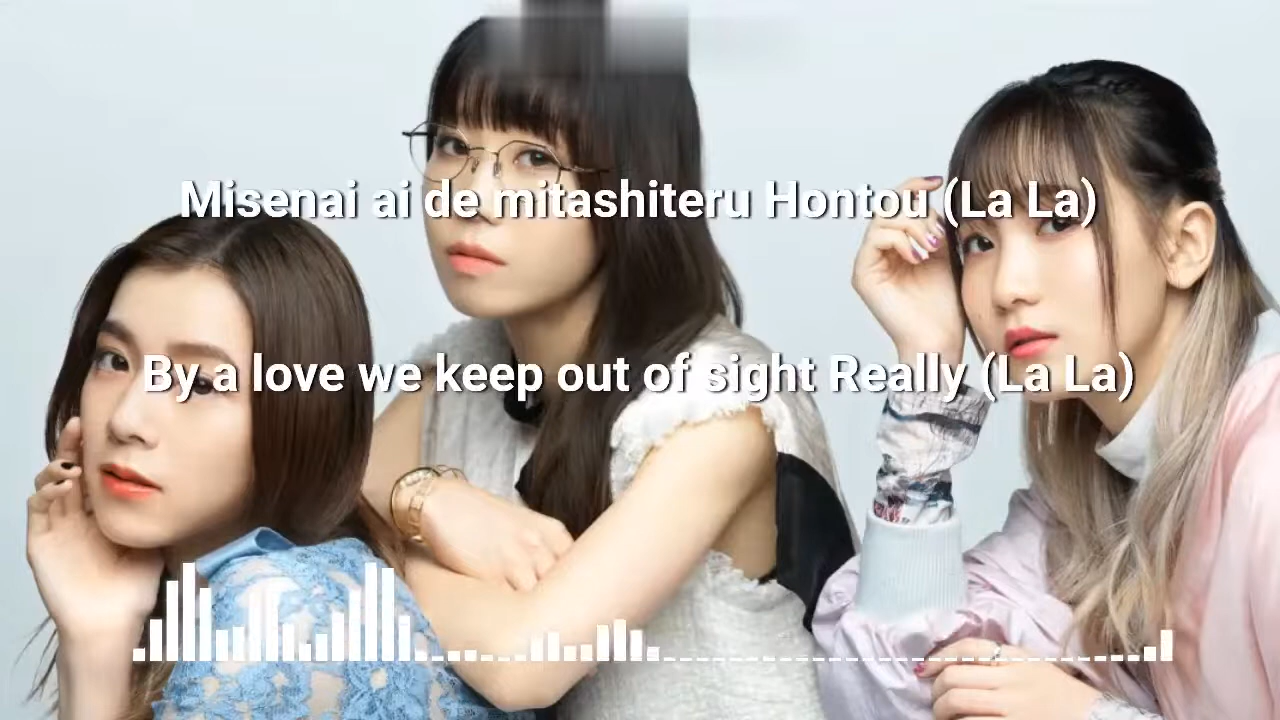 Misenai ai de mitashiteru Hontou (La La)
By a love we keep out of sight Really (La La)